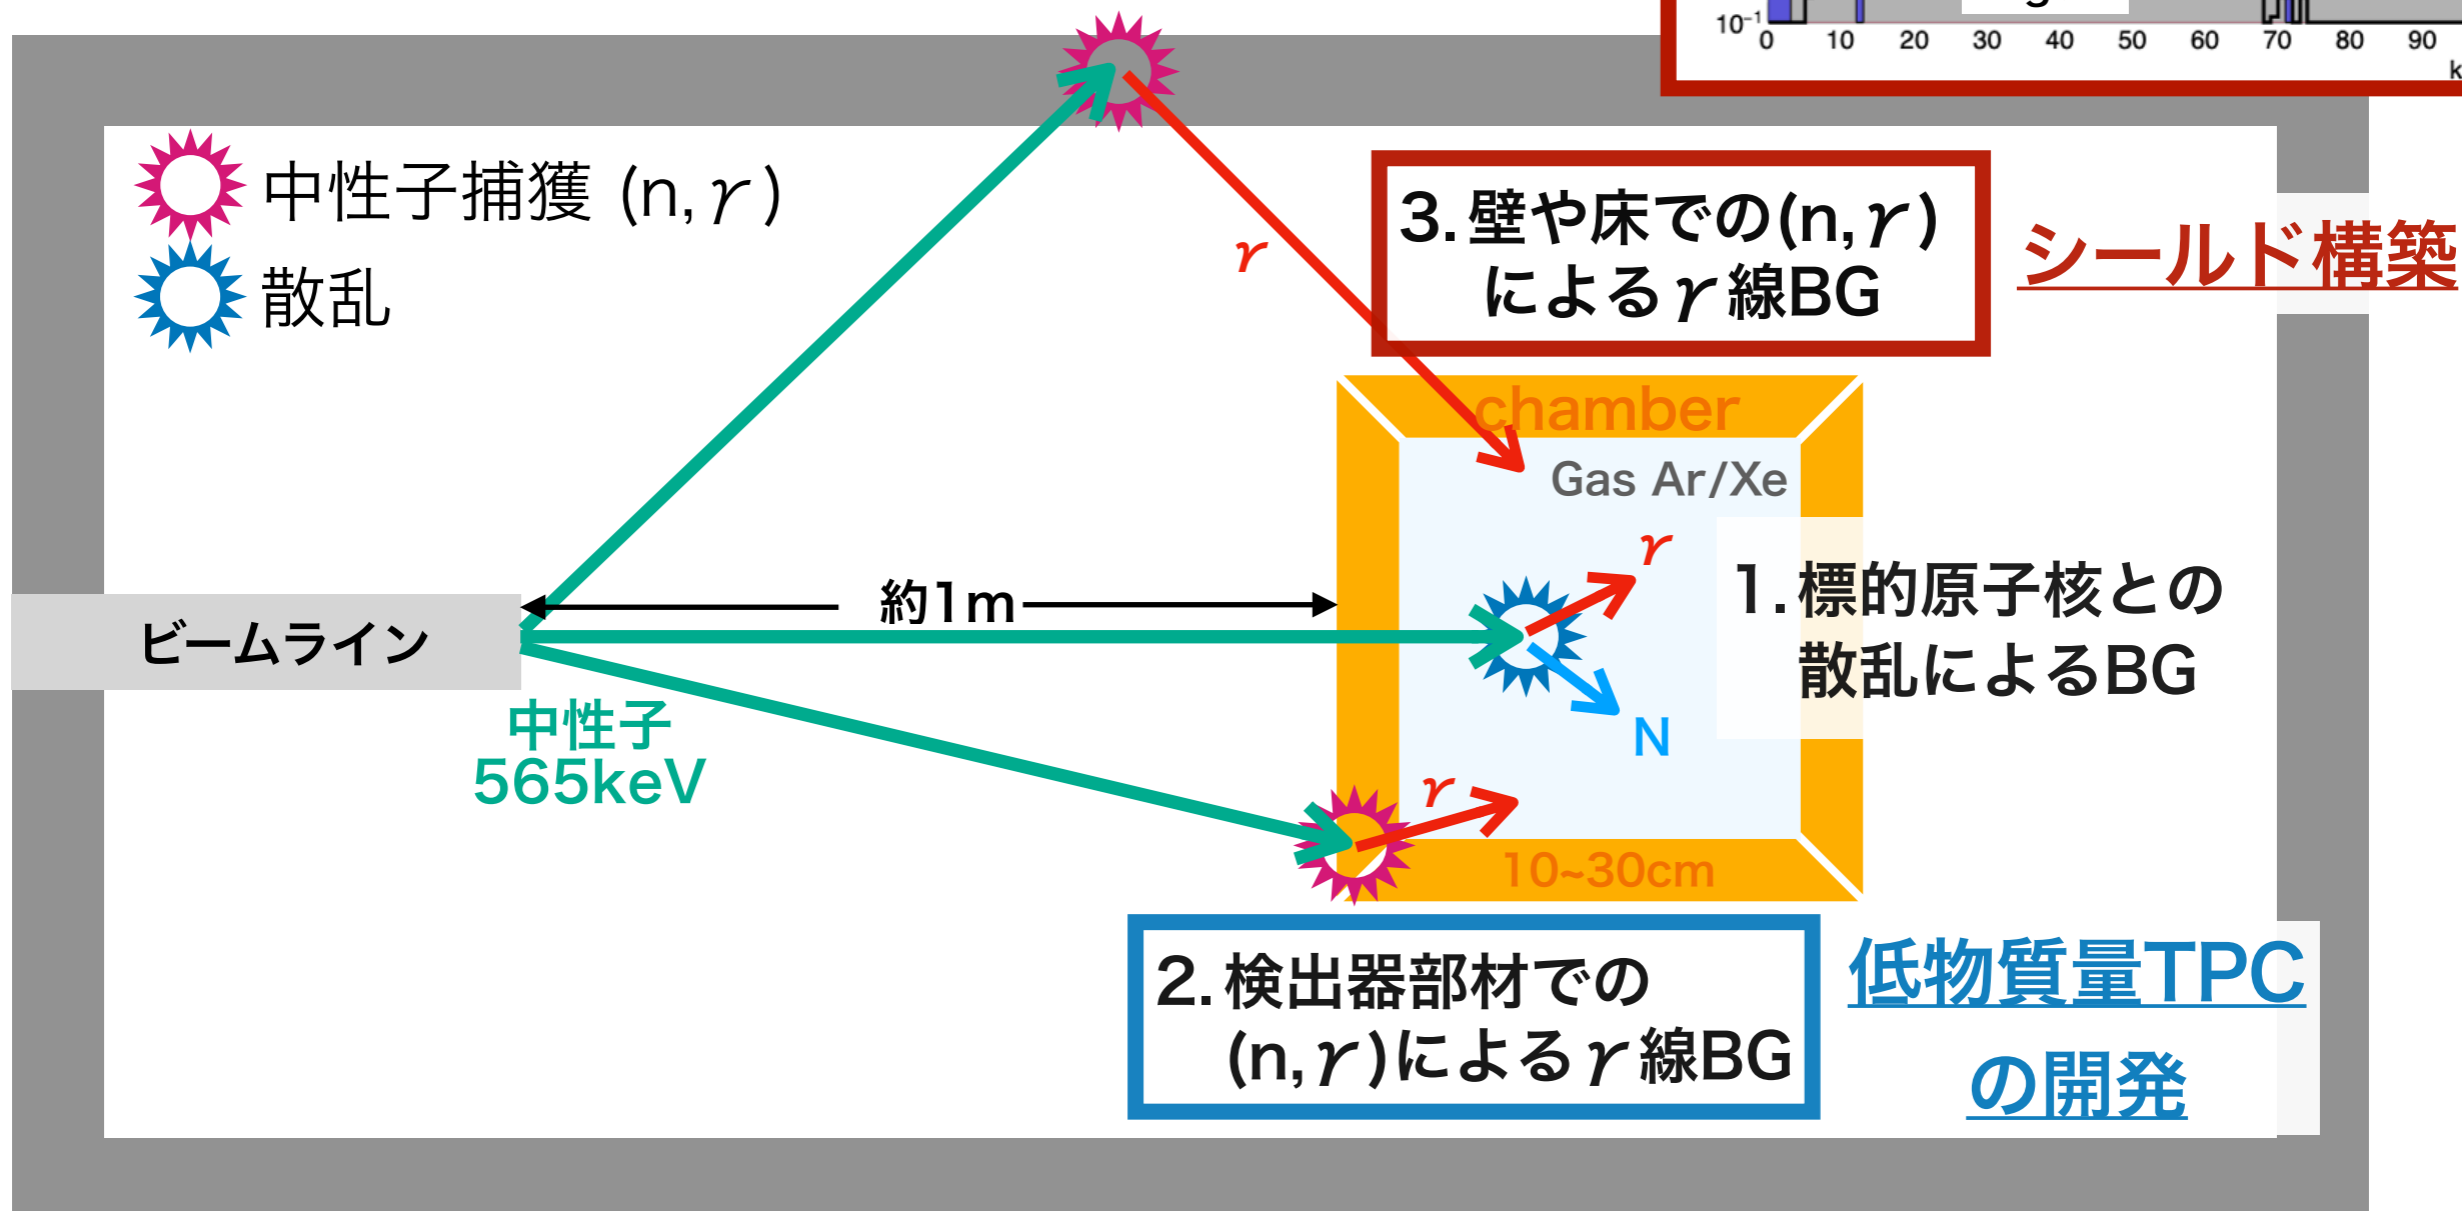 10⁻¹
0 10 20 30 40 50 60 70 80 90
中性子捕獲 (n,γ)
散乱
γ
3. 壁や床での(n,γ)
によるγ線BG
シールド構築
chamber
Gas Ar/Xe
γ
約1m
1. 標的原子核との
散乱によるBG
ビームライン
中性子
565keV
N
γ
10~30cm
2. 検出器部材での
(n,γ)によるγ線BG
低物質量TPC
の開発